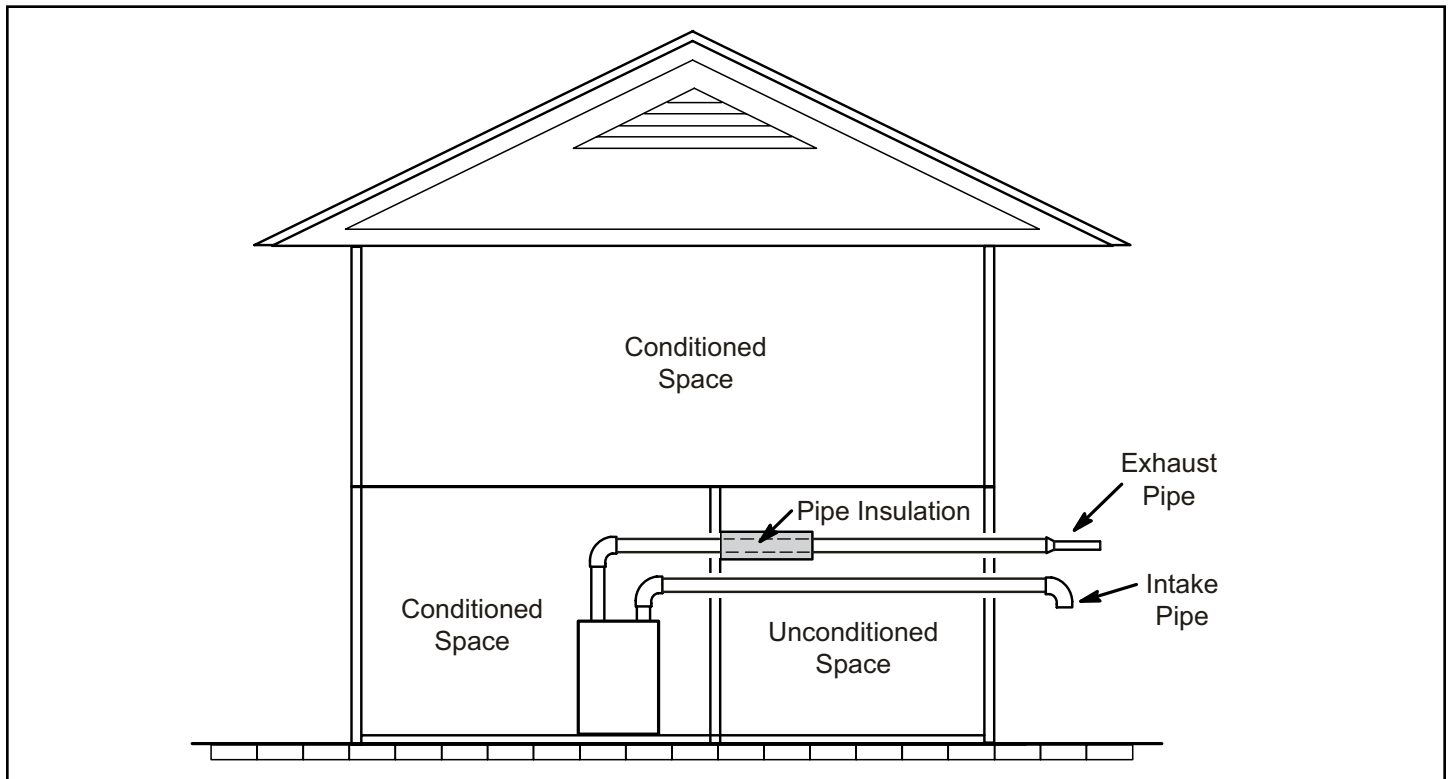 Conditioned
Space
Exhaust
Pipe
Pipe Insulation
Intake
Pipe
Conditioned
Space
Unconditioned
Space